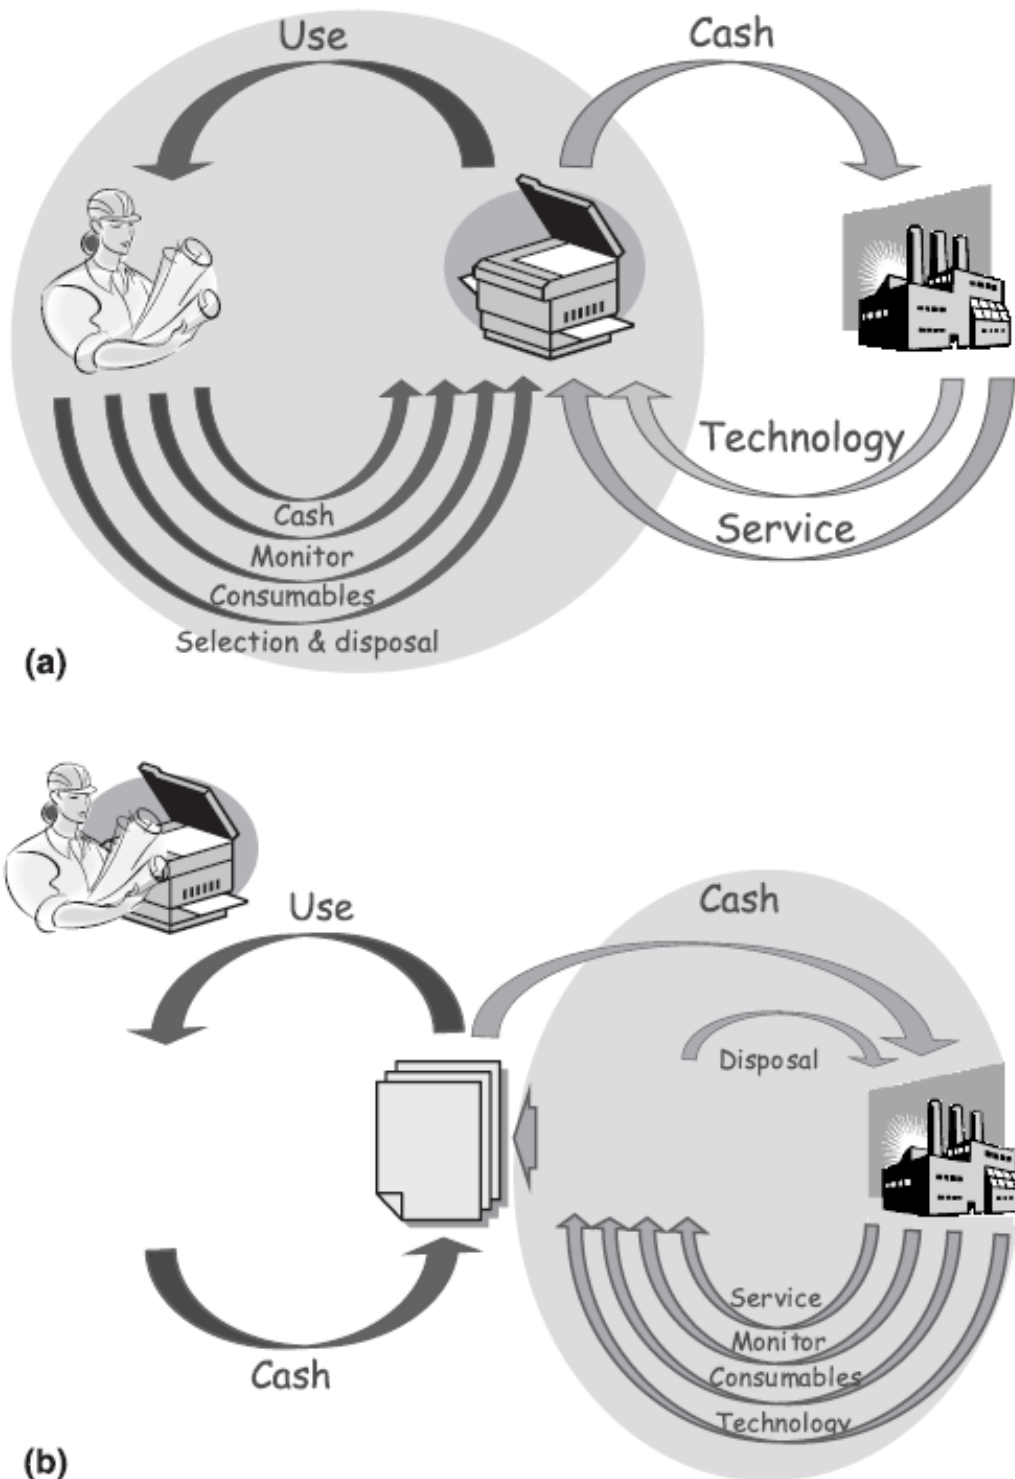 Use
Cash
Technology
Service
Cash
Monitor
Consumables
Selection & disposal
(a)
Use
Cash
Disposal
Service
Monitor
Consumables
Technology
Cash
(b)